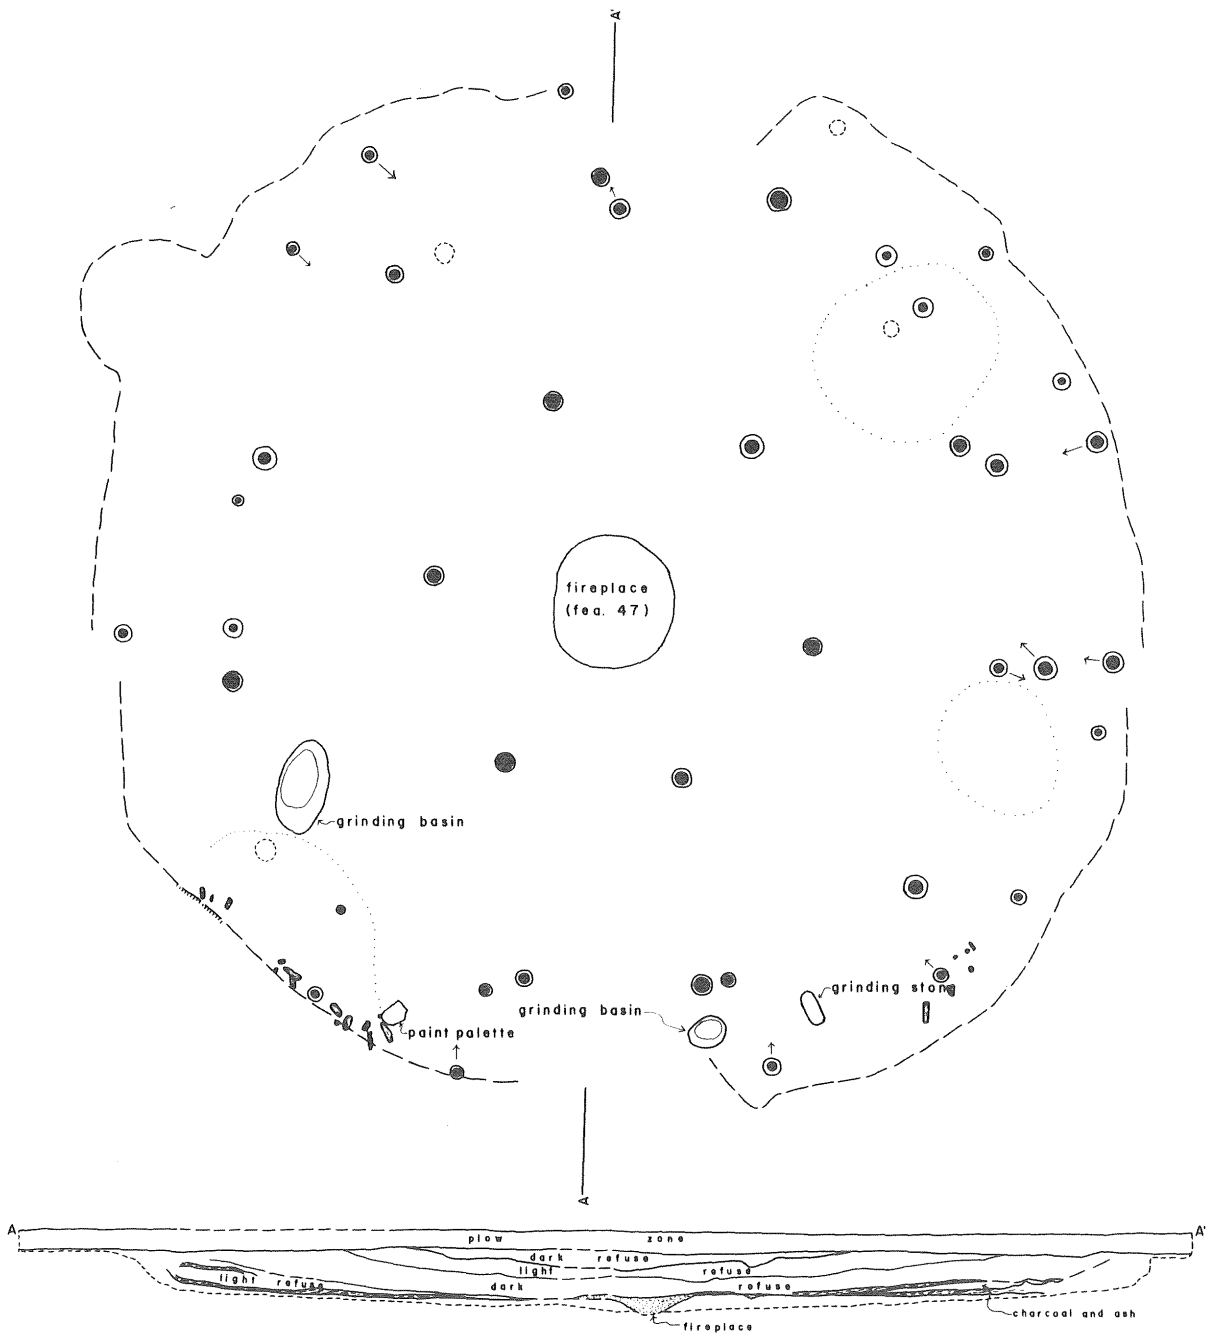 A'
fireplace
(fea. 47)
grinding basin
grinding stone
grinding basin
paint palette
A
A
A'
plow zone
dark refuse
light refuse
light refuse
dark refuse
charcoal and ash
fireplace